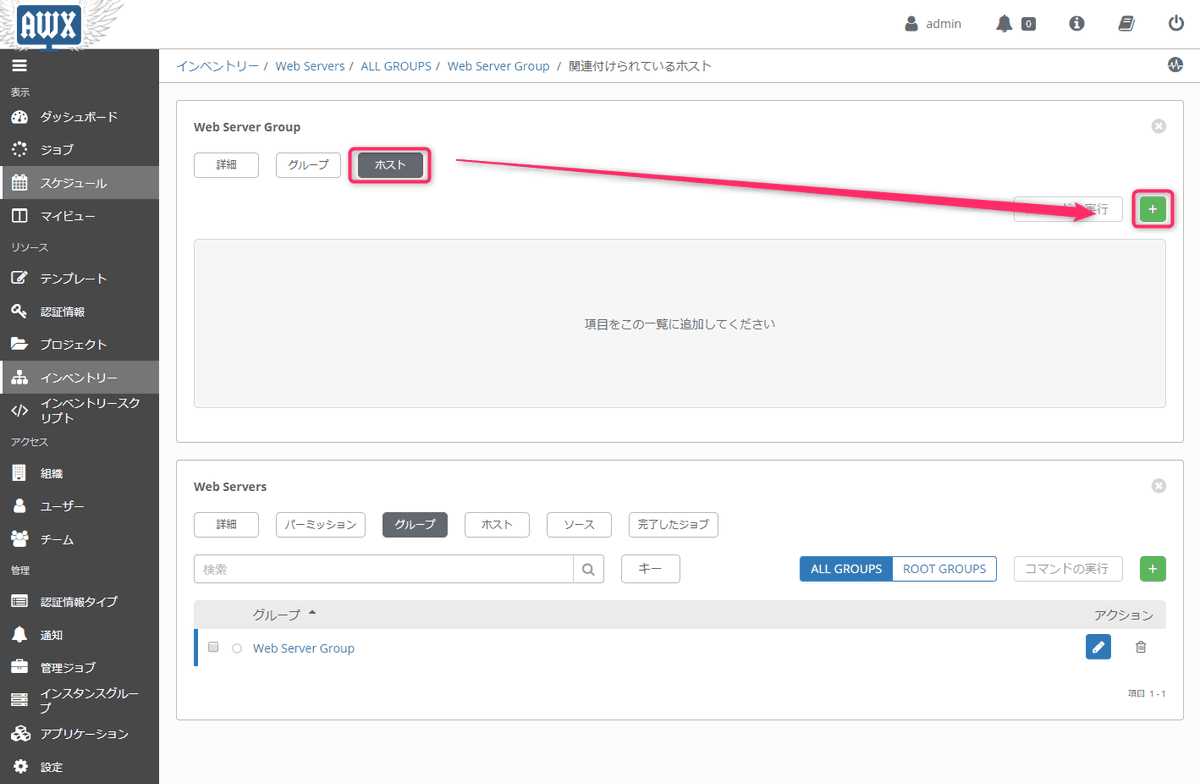 AWX
admin
0
表示
ダッシュボード
ジョブ
スケジュール
マイビュー
リソース
テンプレート
認証情報
プロジェクト
インベントリー
インベントリースク
リプト
アクセス
組織
ユーザー
チーム
管理
認証情報タイプ
通知
管理ジョブ
インスタンスグルー
プ
アプリケーション
設定
インベントリー / Web Servers / ALL GROUPS / Web Server Group / 関連付けられているホスト
Web Server Group
詳細
グループ
ホスト
実行
+
項目をこの一覧に追加してください
Web Servers
詳細
パーミッション
グループ
ホスト
ソース
完了したジョブ
検索
キー
ALL GROUPS
ROOT GROUPS
コマンドの実行
+
グループ
アクション
Web Server Group
項目 1 - 1